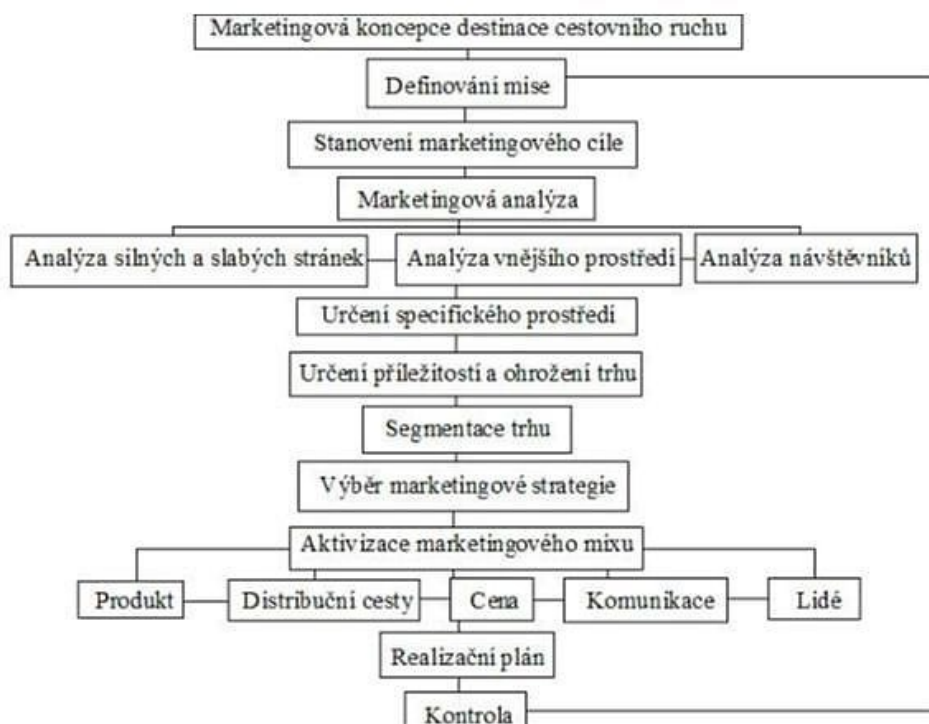 Marketingová koncepce destinace cestovního ruchu
Definování mise
Stanovení marketingového cíle
Marketingová analýza
Analýza silných a slabých stránek
Analýza vnějšího prostředí
Analýza návštěvníků
Určení specifického prostředí
Určení příležitostí a ohrožení trhu
Segmentace trhu
Výběr marketingové strategie
Aktivizace marketingového mixu
Produkt
Distribuční cesty
Cena
Komunikace
Lidé
Realizační plán
Kontrola